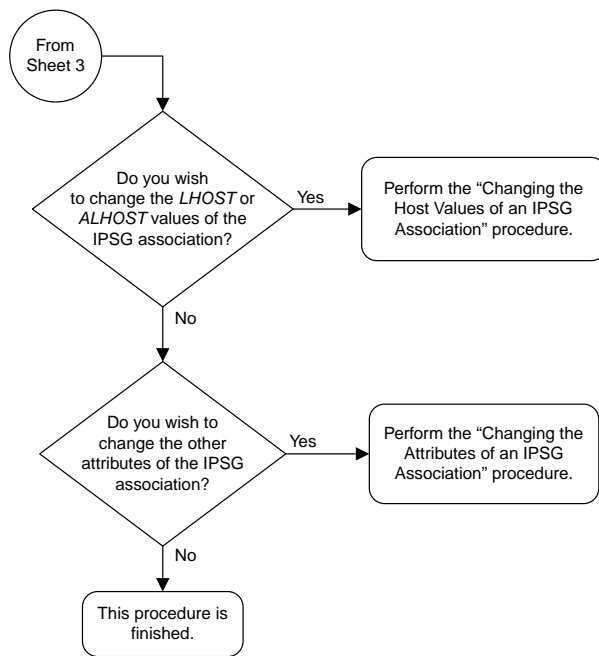 From
Sheet 3
Do you wish
to change the LHOST or
ALHOST values of the
IPSG association?
Yes
Perform the “Changing the
Host Values of an IPSG
Association” procedure.
No
Do you wish to
change the other
attributes of the IPSG
association?
Yes
Perform the “Changing the
Attributes of an IPSG
Association” procedure.
No
This procedure is
finished.